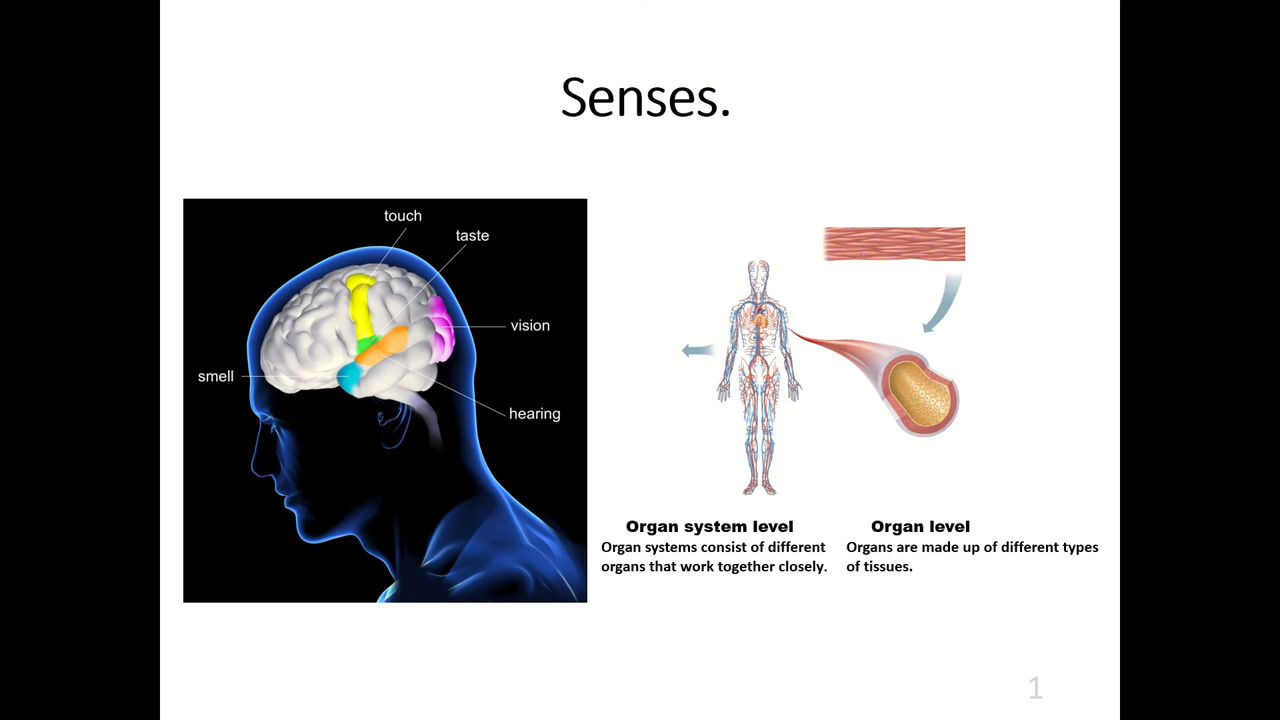 Senses.
touch
taste
vision
smell
hearing
Organ system level
Organ systems consist of different
organs that work together closely.
Organ level
Organs are made up of different types
of tissues.
1